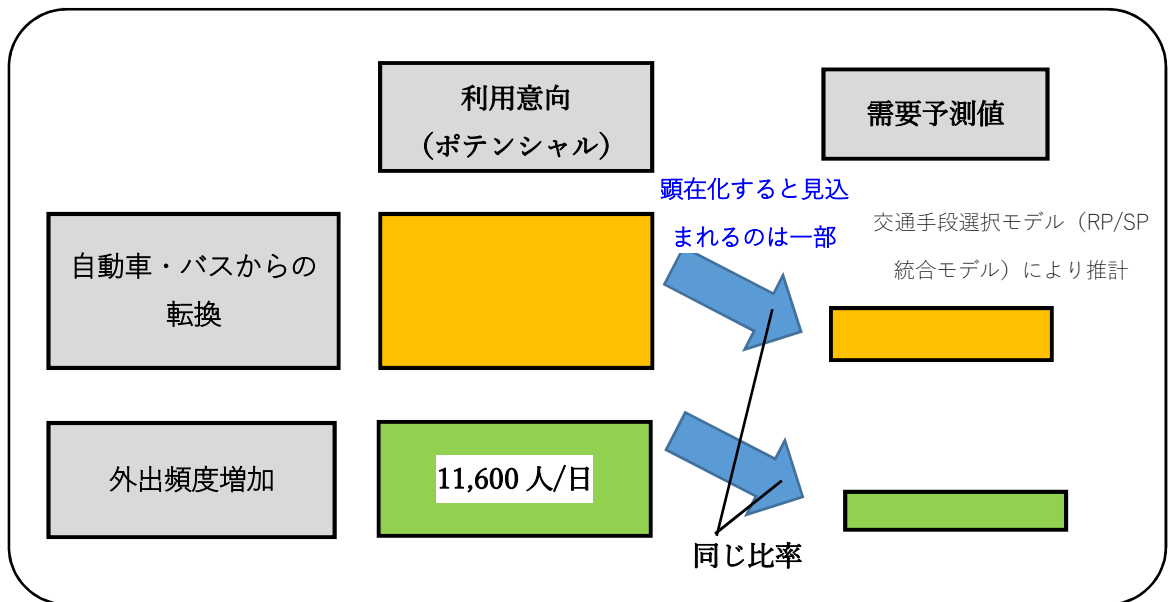 利用意向
（ポテンシャル）
需要予測値
顕在化すると見込
まれるのは一部
交通手段選択モデル（RP/SP
統合モデル）により推計
自動車・バスからの
転換
外出頻度増加
11,600 人/日
同じ比率